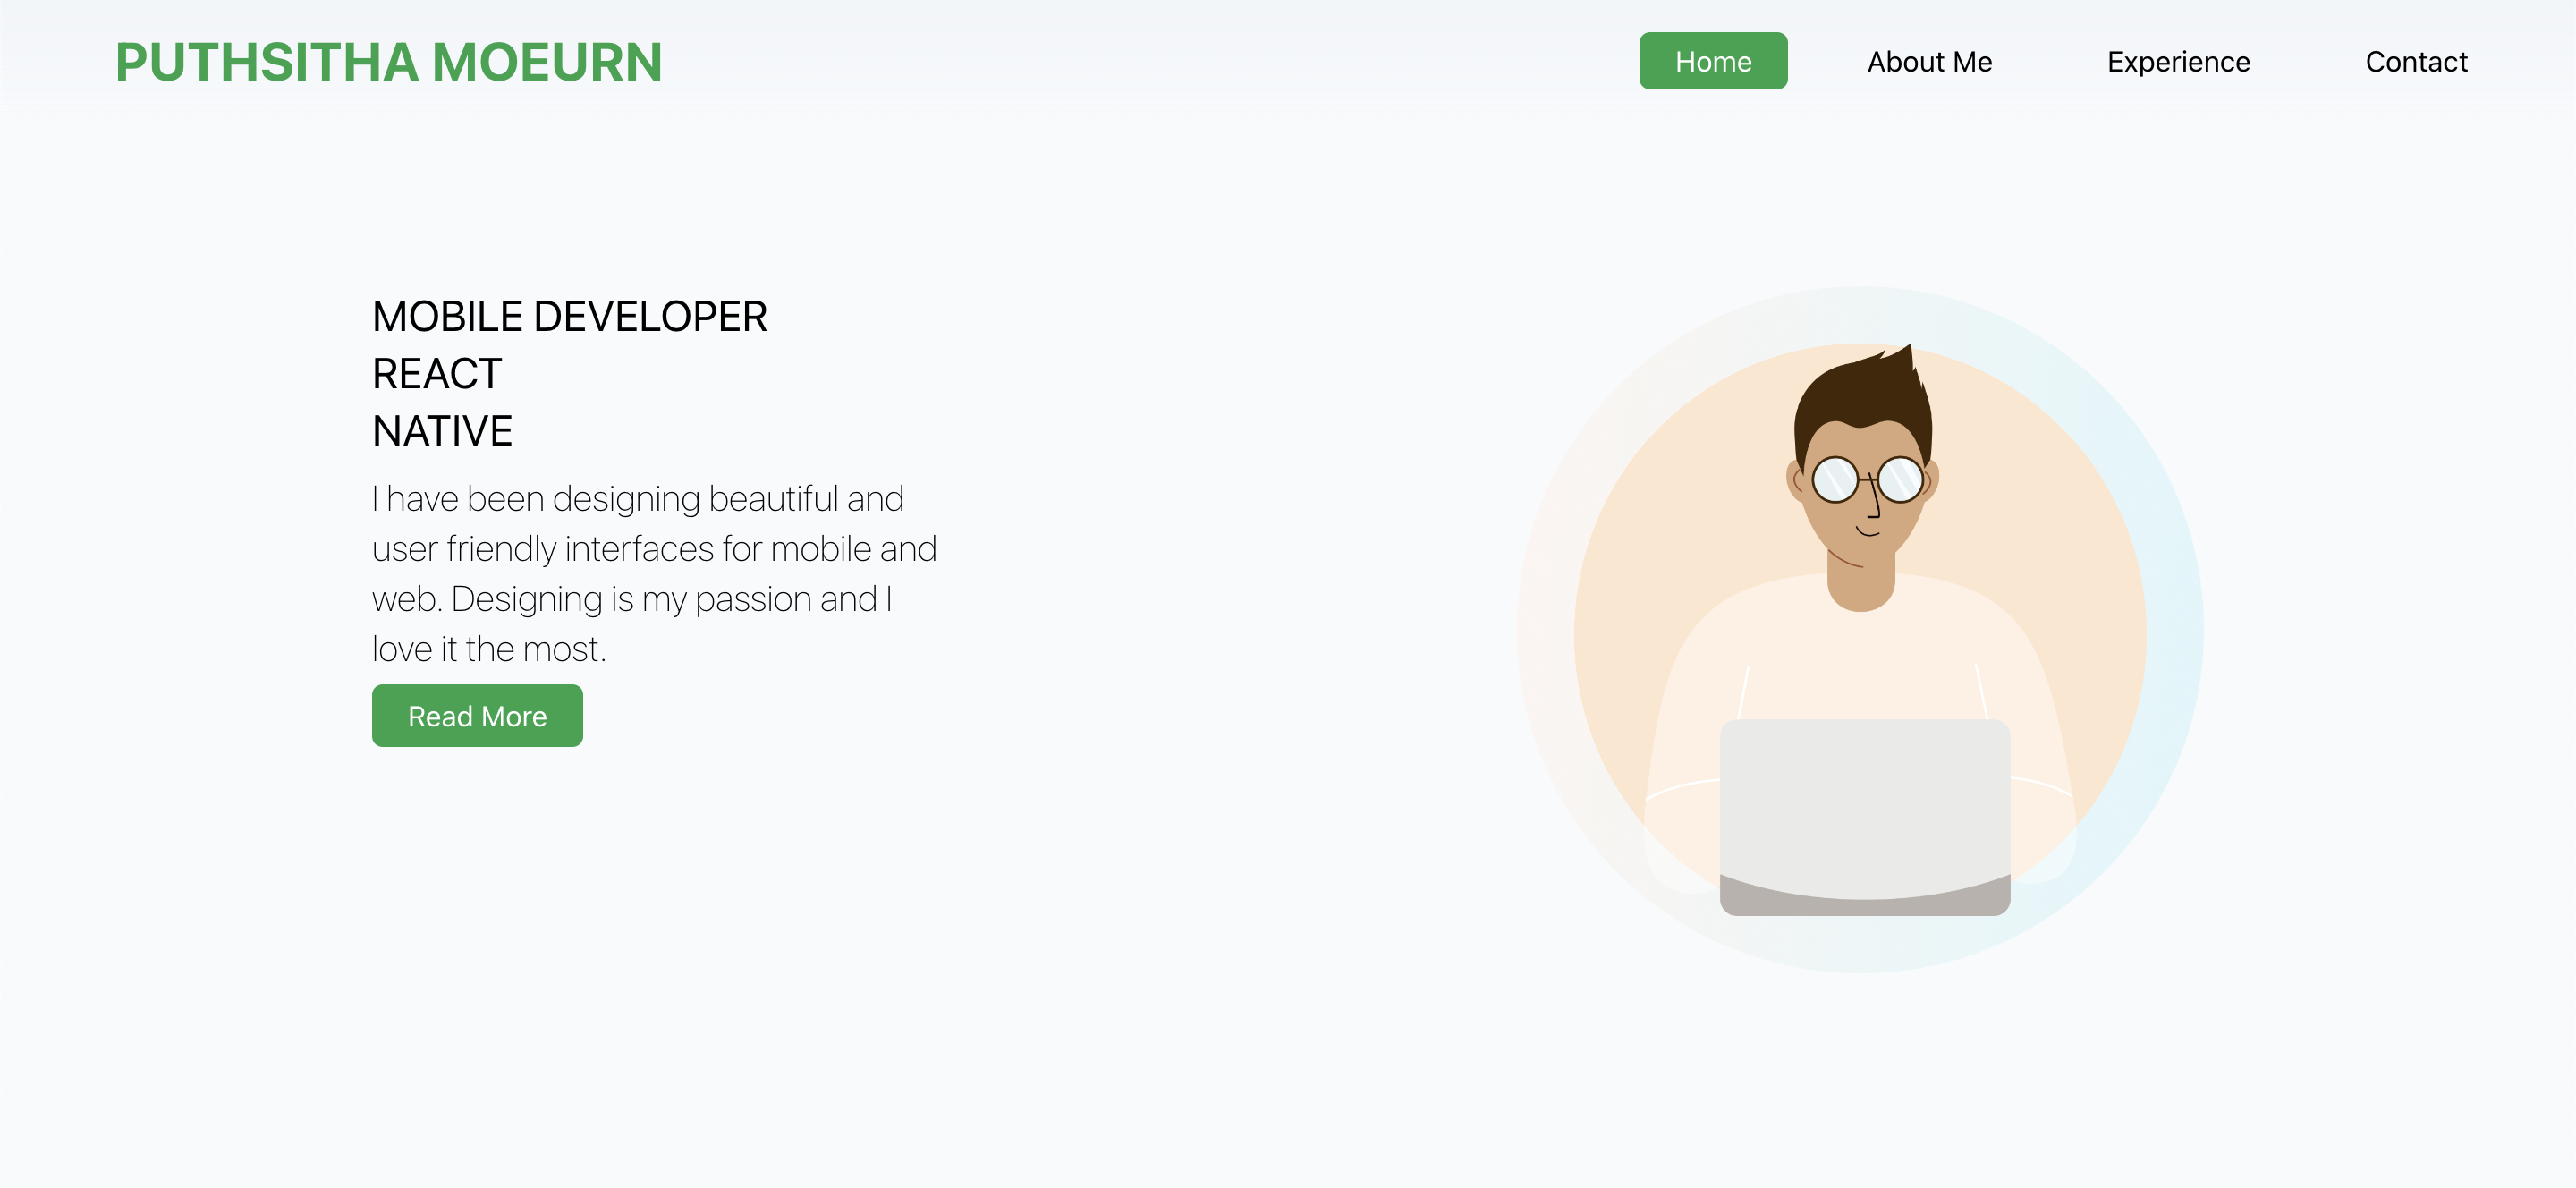 PUTHSITHA MOEURN
Home
About Me
Experience
Contact
MOBILE DEVELOPER
REACT
NATIVE
I have been designing beautiful and
user friendly interfaces for mobile and
web. Designing is my passion and I
love it the most.
Read More